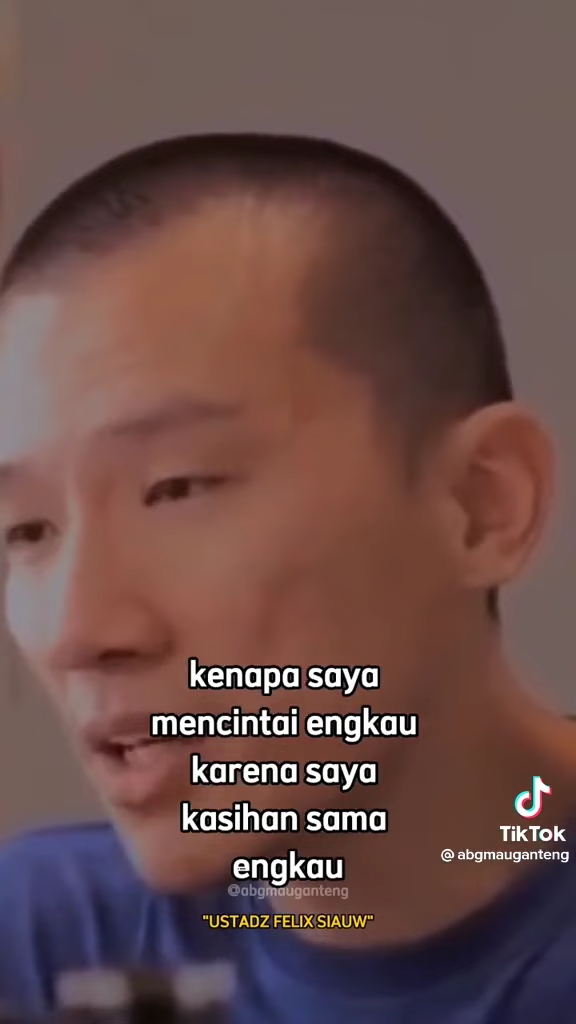 kenapa saya
mencintai engkau
karena saya
kasihan sama
engkau
@abgmauganteng
"USTADZ FELIX SIAUW"
TikTok
@abgmauganteng